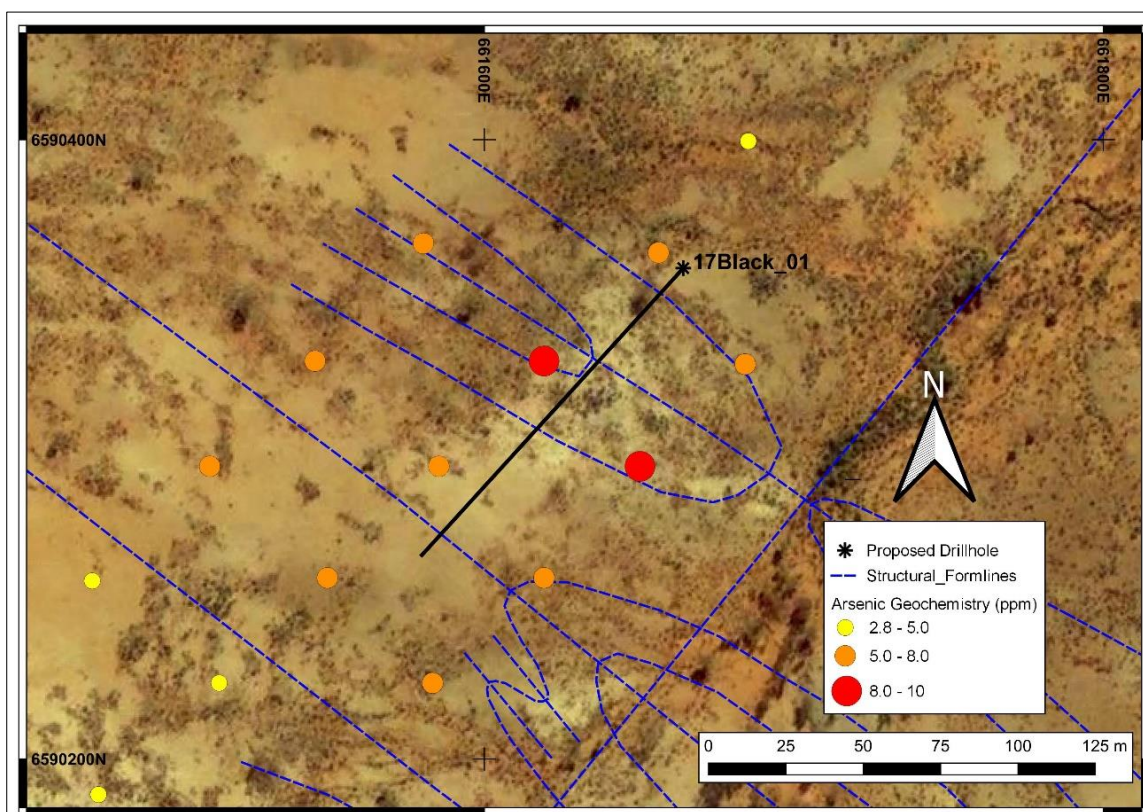 661600E
661800E
6590400N
17Black_01
N
Proposed Drillhole
Structural_Formlines
Arsenic Geochemistry (ppm)
2.8 - 5.0
5.0 - 8.0
8.0 - 10
6590200N
0 25 50 75 100 125 m